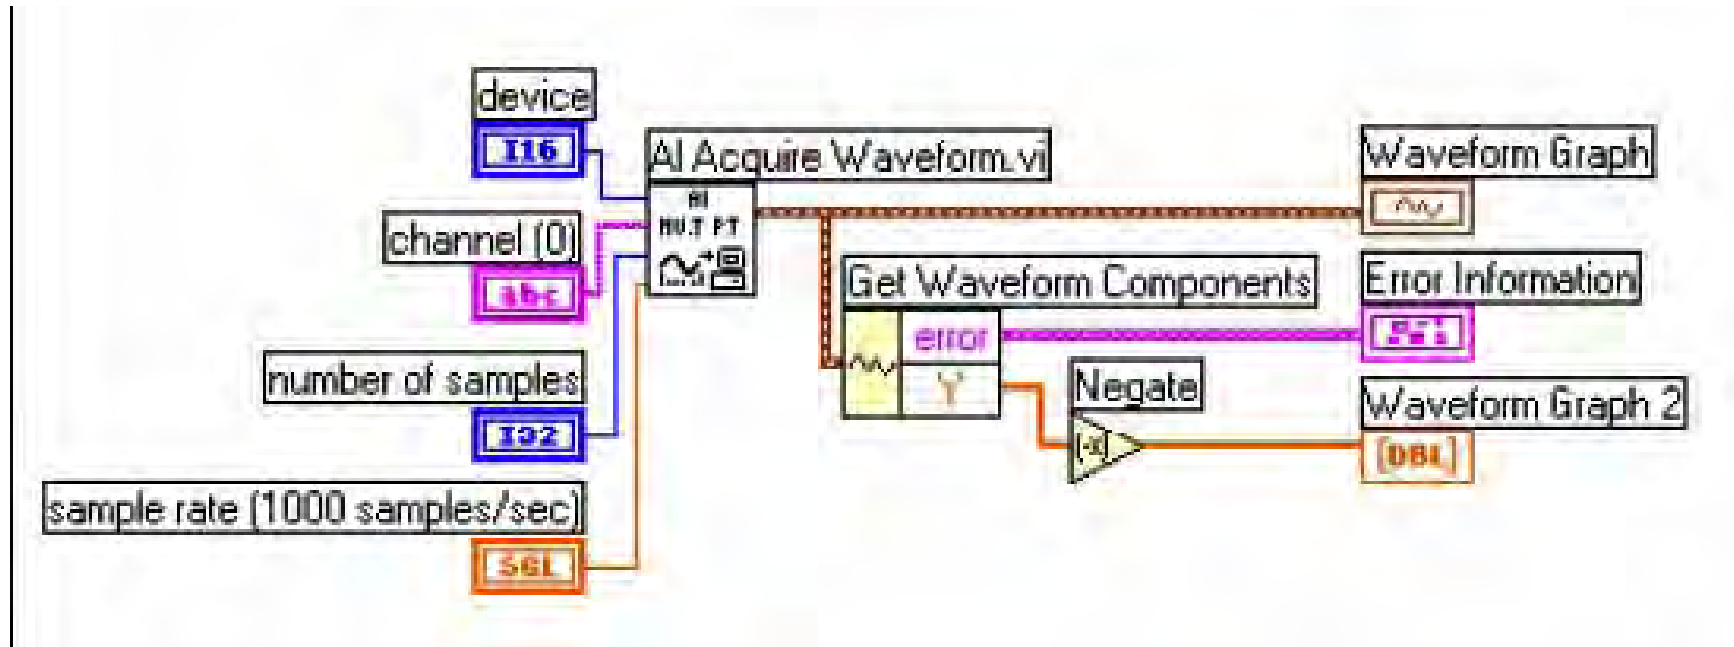 device
I16
AI Acquire Waveform.vi
Waveform Graph
AI
MULT PT
channel (0)
abc
Get Waveform Components
Error Information
error
number of samples
I32
Y
Negate
Waveform Graph 2
-X
[DBL]
sample rate (1000 samples/sec)
SGL